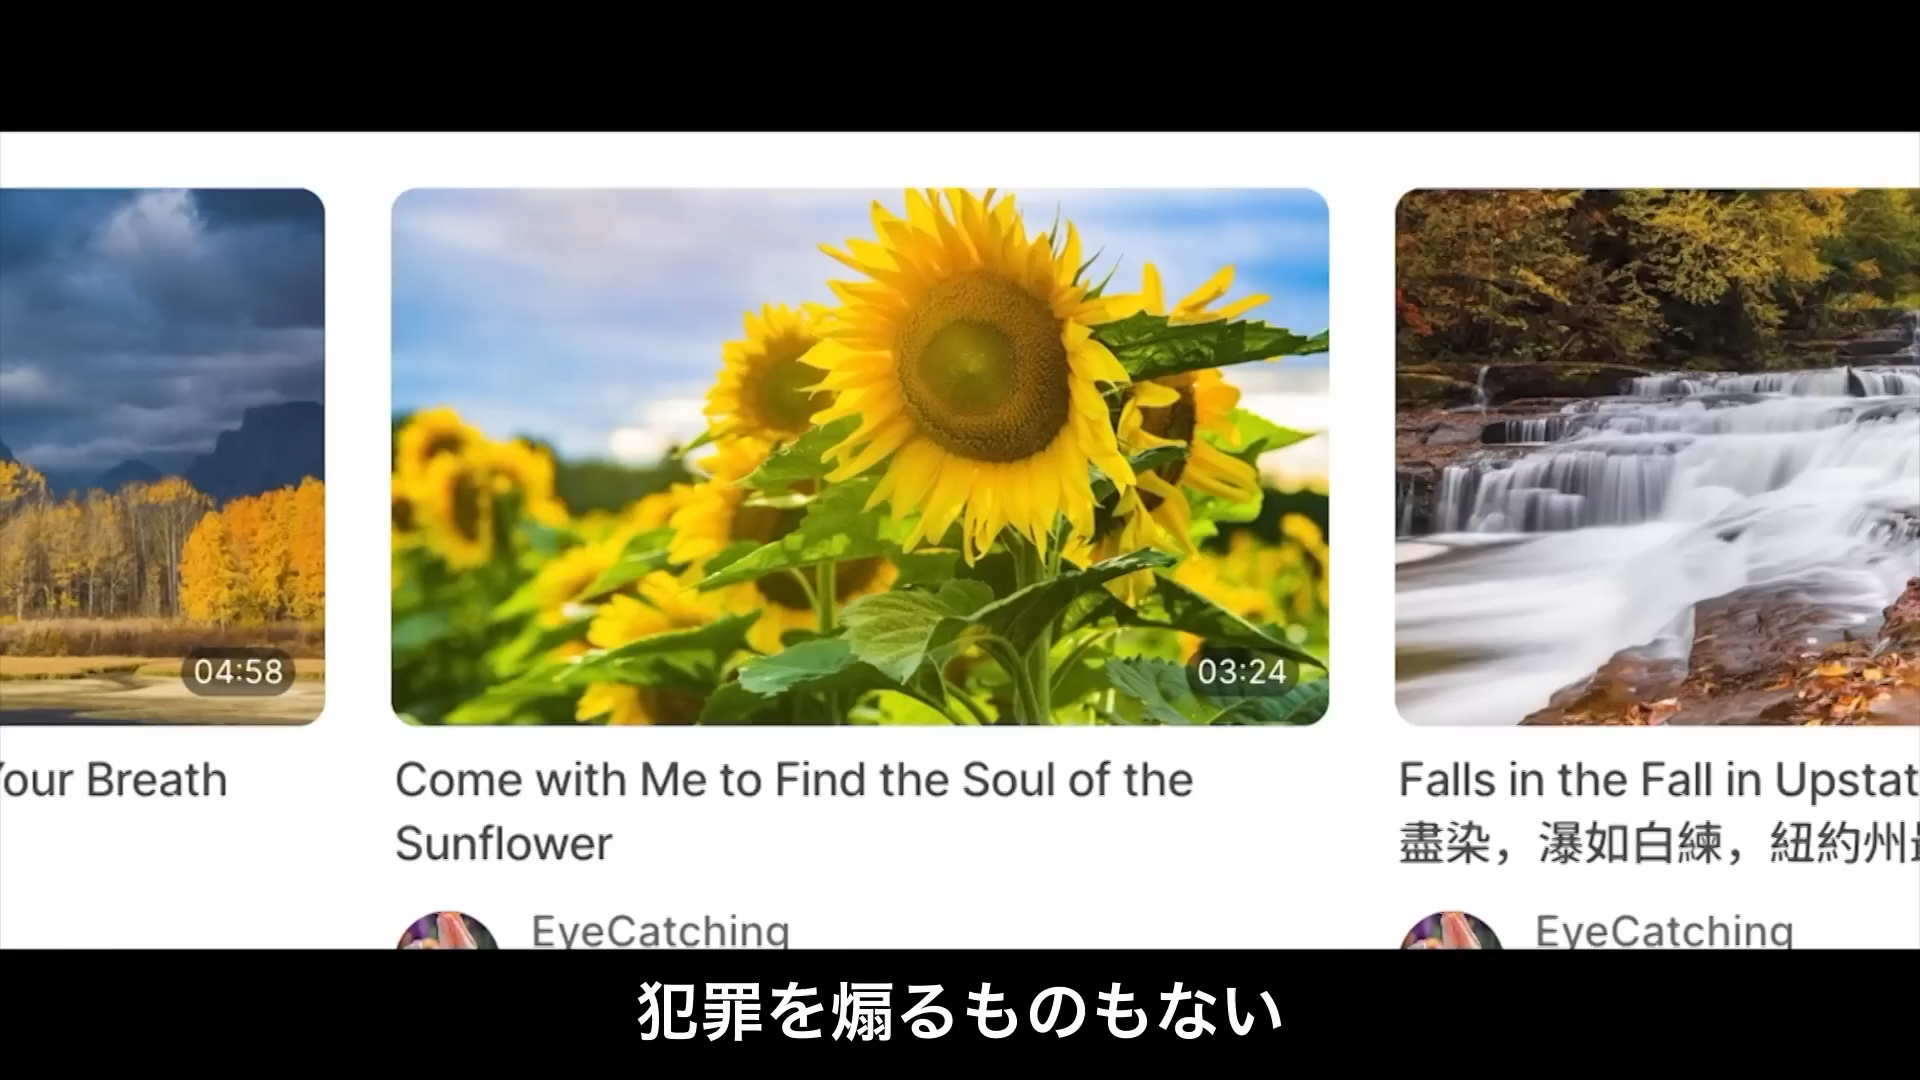 04:58
03:24
Your Breath
Come with Me to Find the Soul of the
Sunflower
Falls in the Fall in Upstat
盡染，瀑如白練，紐約州
EyeCatching
EyeCatching
犯罪を煽るものもない